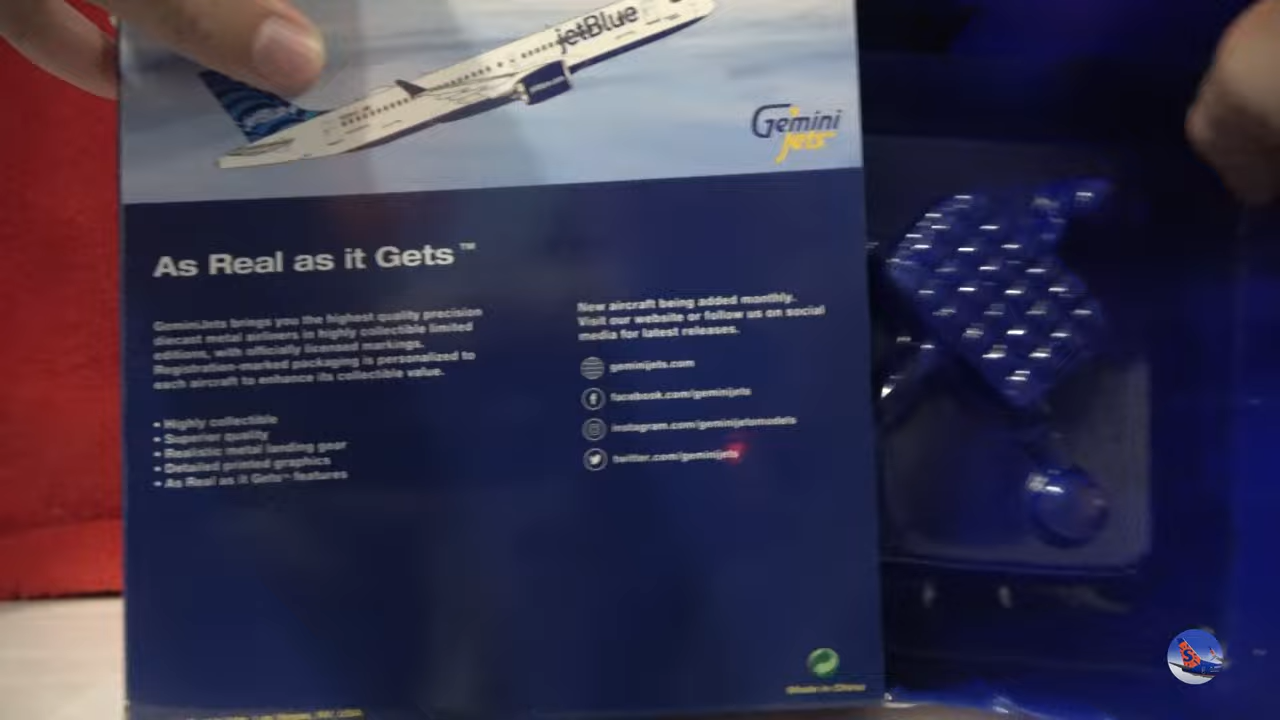 jetBlue
Gemini
Jets
As Real as it Gets™
GeminiJets brings you the highest quality precision
diecast metal airliners in highly collectible limited
editions, with officially licensed markings.
Registration-marked packaging is personalized to
each aircraft to enhance its collectible value.
• Highly collectible
• Superior quality
• Realistic metal landing gear
• Detailed printed graphics
• As Real as it Gets™ features
New aircraft being added monthly.
Visit our website or follow us on social
media for latest releases.
geminijets.com
facebook.com/geminijets
instagram.com/geminijetsmodels
twitter.com/geminijets
Made in China